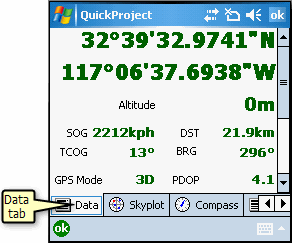 QuickProject ok
32°39'32.9741"N
117°06'37.6938"W
Altitude 0m
SOG 2212kph DST 21.9km
TCOG 13° BRG 296°
GPS Mode 3D PDOP 4.1
Data tab
Data Skyplot Compass
ok